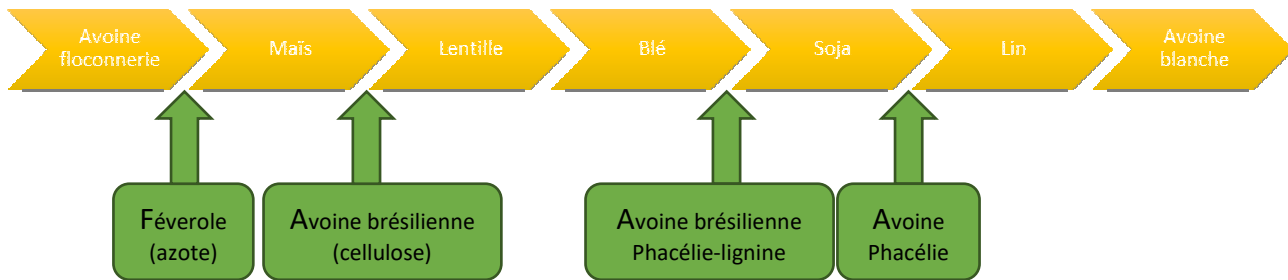 Avoine
floconnerie
Maïs
Lentille
Blé
Soja
Lin
Avoine
blanche
Féverole
(azote)
Avoine brésilienne
(cellulose)
Avoine brésilienne
Phacélie-lignine
Avoine
Phacélie